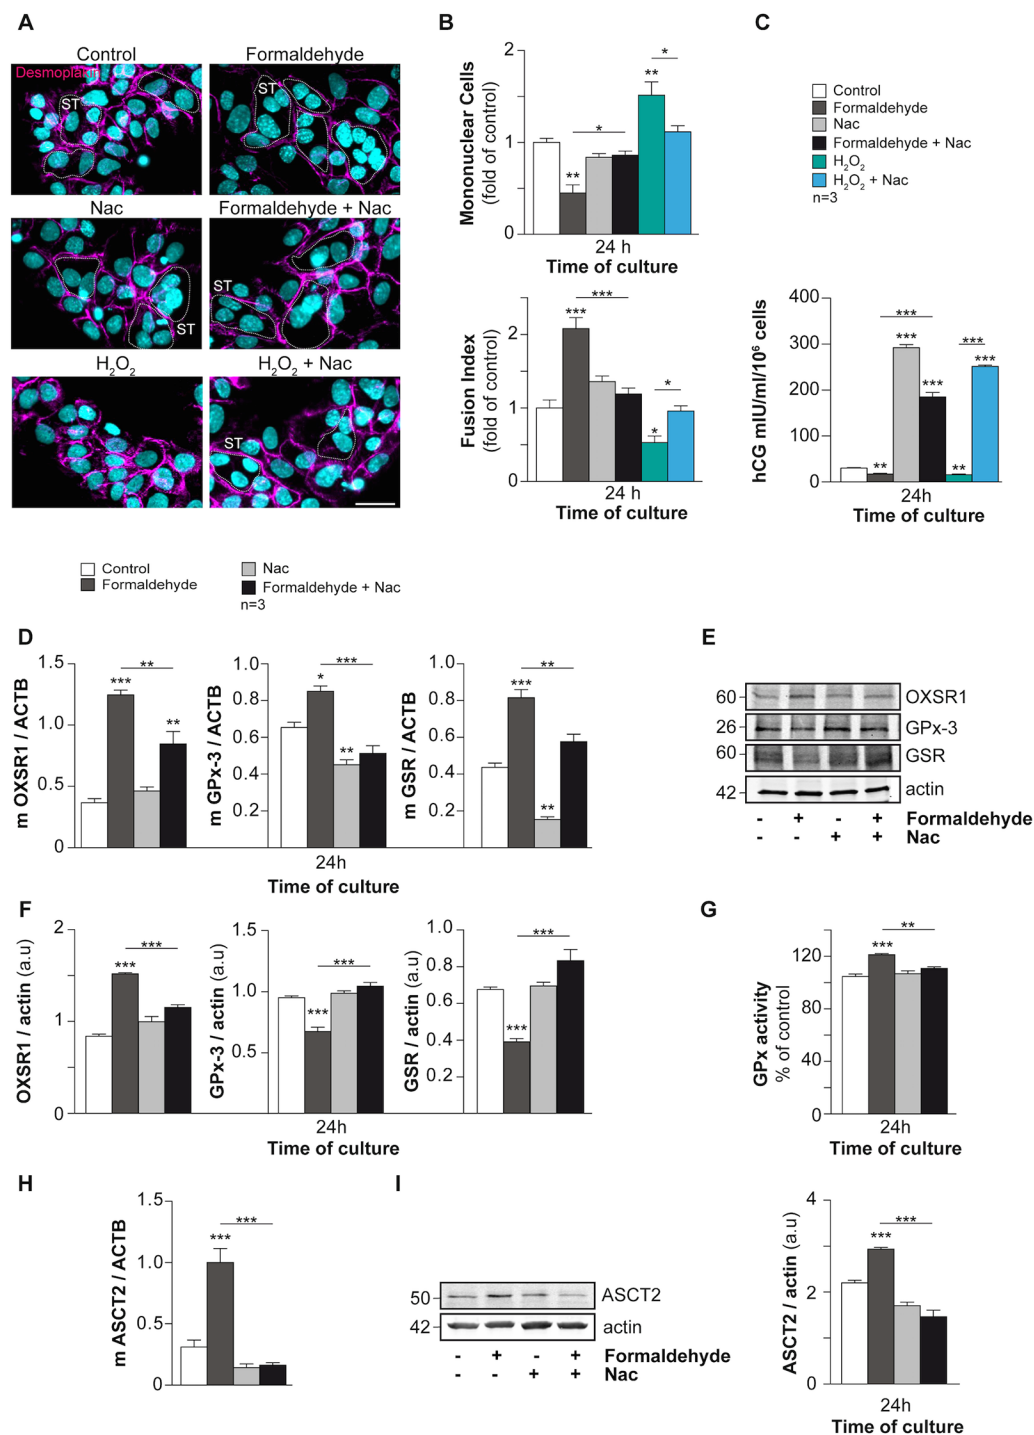 A
Control
Formaldehyde
Desmoplakin
ST
ST
Nac
Formaldehyde + Nac
ST
ST
H2O2
H2O2 + Nac
ST
B
Mononuclear Cells
(fold of control)
2
1
0
**
*
**
*
24 h
Time of culture
Fusion Index
(fold of control)
2
1
0
***
***
*
*
24 h
Time of culture
C
Control
Formaldehyde
Nac
Formaldehyde + Nac
H2O2
H2O2 + Nac
n=3
hCG mIU/ml/10⁶ cells
400
300
200
100
0
**
***
***
***
**
***
***
24h
Time of culture
Control
Formaldehyde
Nac
Formaldehyde + Nac
n=3
D
m OXSR1 / ACTB
1.5
1.0
0.5
0
***
**
**
m GPx-3 / ACTB
1.0
0.8
0.6
0.4
0.2
0
*
***
**
m GSR / ACTB
1.0
0.8
0.6
0.4
0.2
0
***
**
**
24h
Time of culture
E
60
OXSR1
26
GPx-3
60
GSR
42
actin
- + - + Formaldehyde
- - + + Nac
F
OXSR1 / actin (a.u)
2
1
0
***
***
GPx-3 / actin (a.u)
1.5
1.0
0.5
***
***
GSR / actin (a.u)
1.0
0.8
0.6
0.4
0.2
***
***
24h
Time of culture
G
GPx activity
% of control
120
80
40
0
***
**
24h
Time of culture
H
m ASCT2 / ACTB
1.5
1.0
0.5
0
***
***
I
50
ASCT2
42
actin
- + - + Formaldehyde
- - + + Nac
ASCT2 / actin (a.u)
4
2
0
***
***
24h
Time of culture